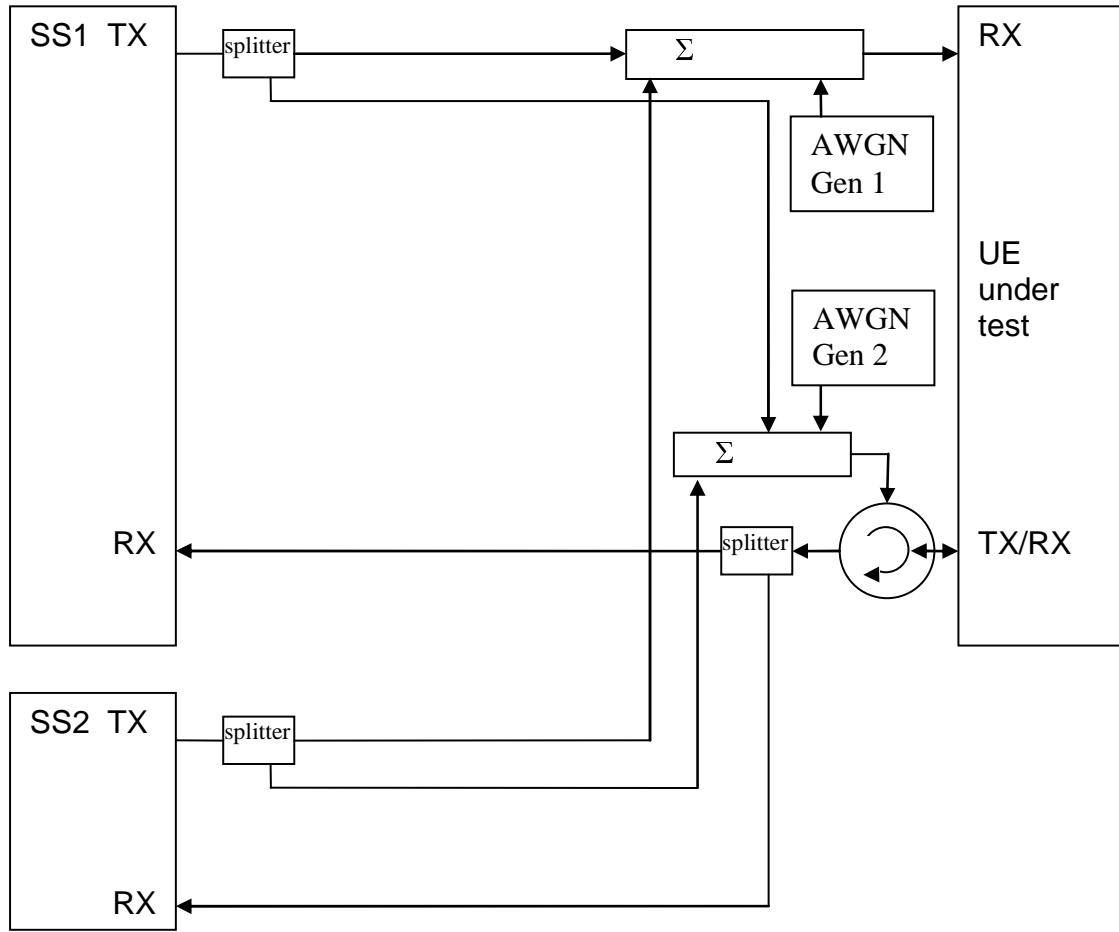 SS1 TX
splitter
Σ
RX
AWGN
Gen 1
UE
under
test
AWGN
Gen 2
Σ
RX
splitter
TX/RX
SS2 TX
splitter
RX